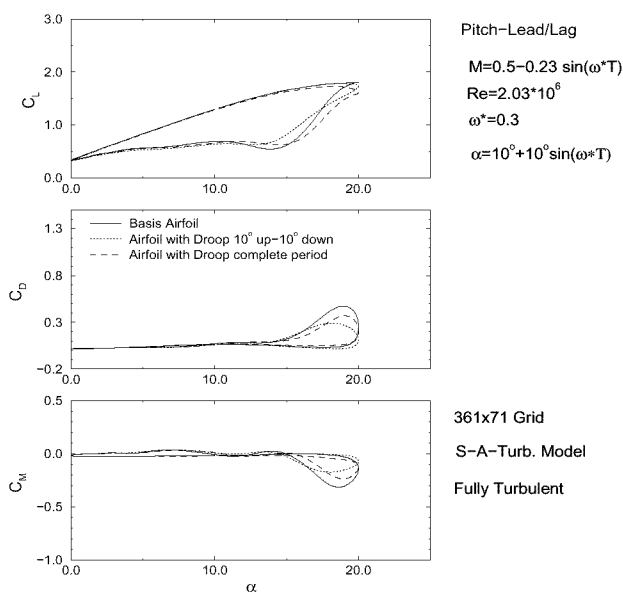 Pitch−Lead/Lag
M=0.5−0.23 sin(ω*T)
Re=2.03*10⁶
ω*=0.3
α=10°+10°sin(ω*T)
C_L
3.0
2.0
1.0
0.0
0.0 10.0 20.0
C_D
1.3
0.8
0.3
−0.2
Basis Airfoil
Airfoil with Droop 10° up−10° down
Airfoil with Droop complete period
0.0 10.0 20.0
C_M
0.5
0.0
−0.5
−1.0
0.0 10.0 20.0
α
361x71 Grid
S−A−Turb. Model
Fully Turbulent